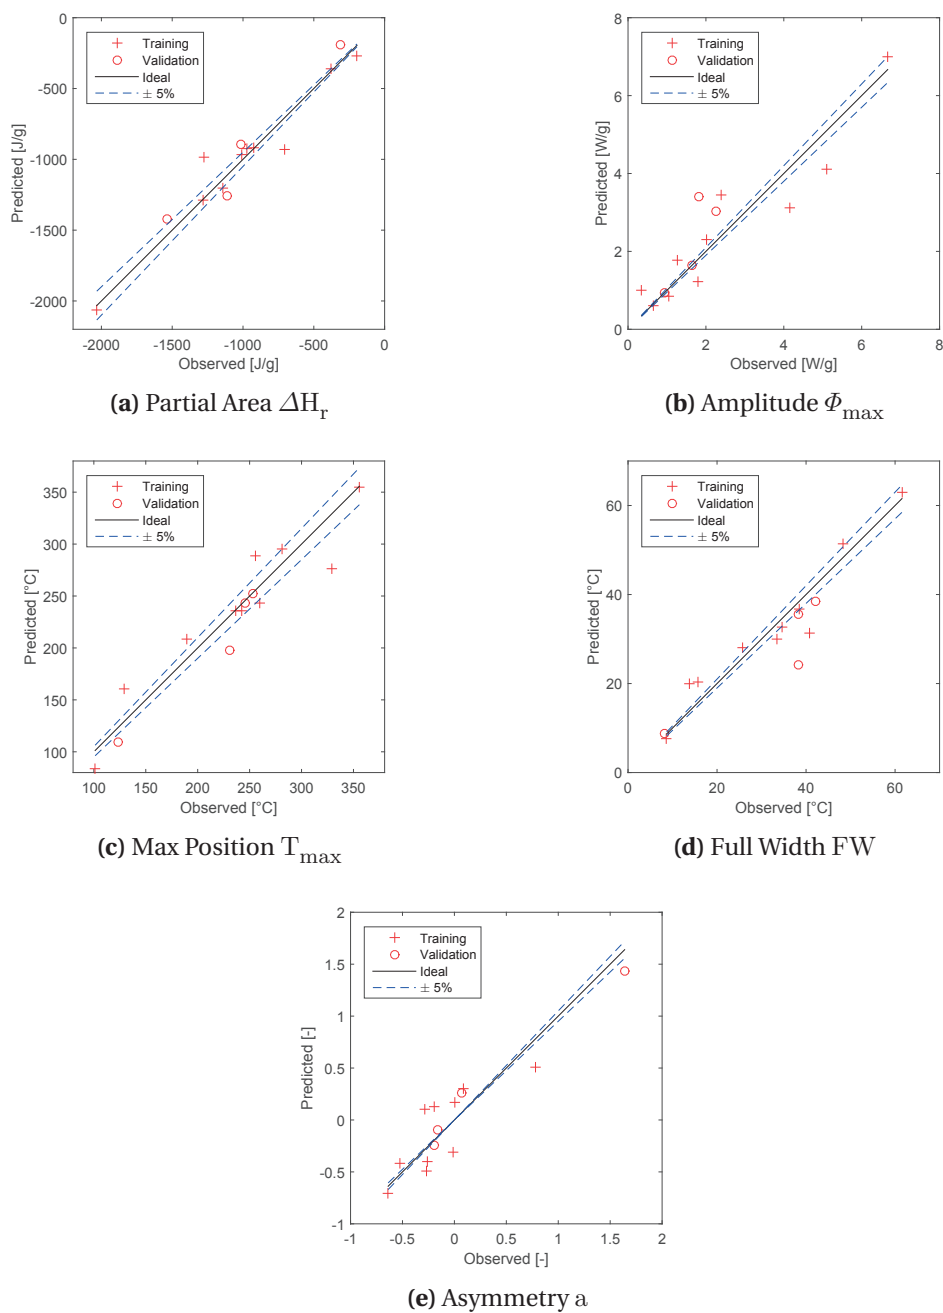 0
-500
-1000
-1500
-2000
Predicted [J/g]
Training
Validation
Ideal
± 5%
-2000 -1500 -1000 -500 0
Observed [J/g]
(a) Partial Area ΔHr
8
6
4
2
0
Predicted [W/g]
Training
Validation
Ideal
± 5%
0 2 4 6 8
Observed [W/g]
(b) Amplitude Φmax
350
300
250
200
150
100
Predicted [°C]
Training
Validation
Ideal
± 5%
100 150 200 250 300 350
Observed [°C]
(c) Max Position Tmax
60
40
20
0
Predicted [°C]
Training
Validation
Ideal
± 5%
0 20 40 60
Observed [°C]
(d) Full Width FW
2
1.5
1
0.5
0
-0.5
-1
Predicted [-]
Training
Validation
Ideal
± 5%
-1 -0.5 0 0.5 1 1.5 2
Observed [-]
(e) Asymmetry a